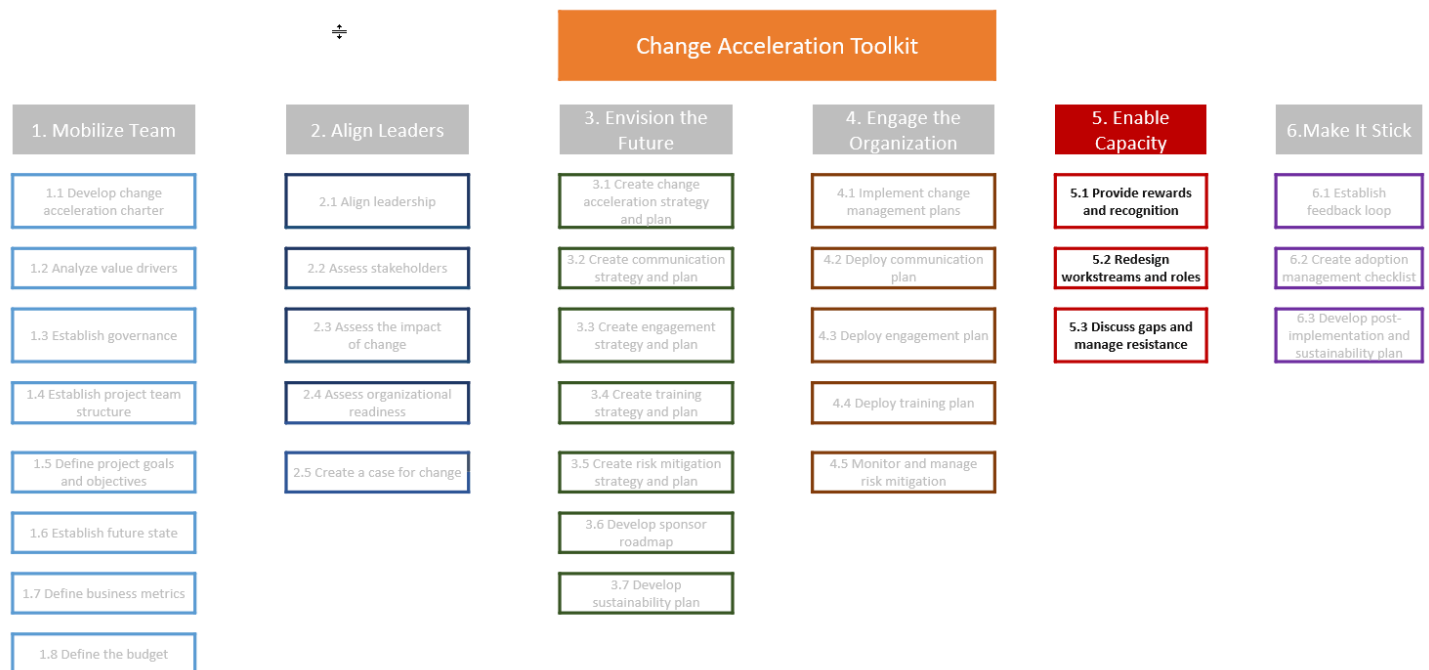 Change Acceleration Toolkit
1. Mobilize Team
1.1 Develop change
acceleration charter
1.2 Analyze value drivers
1.3 Establish governance
1.4 Establish project team
structure
1.5 Define project goals
and objectives
1.6 Establish future state
1.7 Define business metrics
1.8 Define the budget
2. Align Leaders
2.1 Align leadership
2.2 Assess stakeholders
2.3 Assess the impact
of change
2.4 Assess organizational
readiness
2.5 Create a case for change
3. Envision the
Future
3.1 Create change
acceleration strategy
and plan
3.2 Create communication
strategy and plan
3.3 Create engagement
strategy and plan
3.4 Create training
strategy and plan
3.5 Create risk mitigation
strategy and plan
3.6 Develop sponsor
roadmap
3.7 Develop
sustainability plan
4. Engage the
Organization
4.1 Implement change
management plans
4.2 Deploy communication
plan
4.3 Deploy engagement plan
4.4 Deploy training plan
4.5 Monitor and manage
risk mitigation
5. Enable
Capacity
5.1 Provide rewards
and recognition
5.2 Redesign
workstreams and roles
5.3 Discuss gaps and
manage resistance
6.Make It Stick
6.1 Establish
feedback loop
6.2 Create adoption
management checklist
6.3 Develop post-
implementation and
sustainability plan